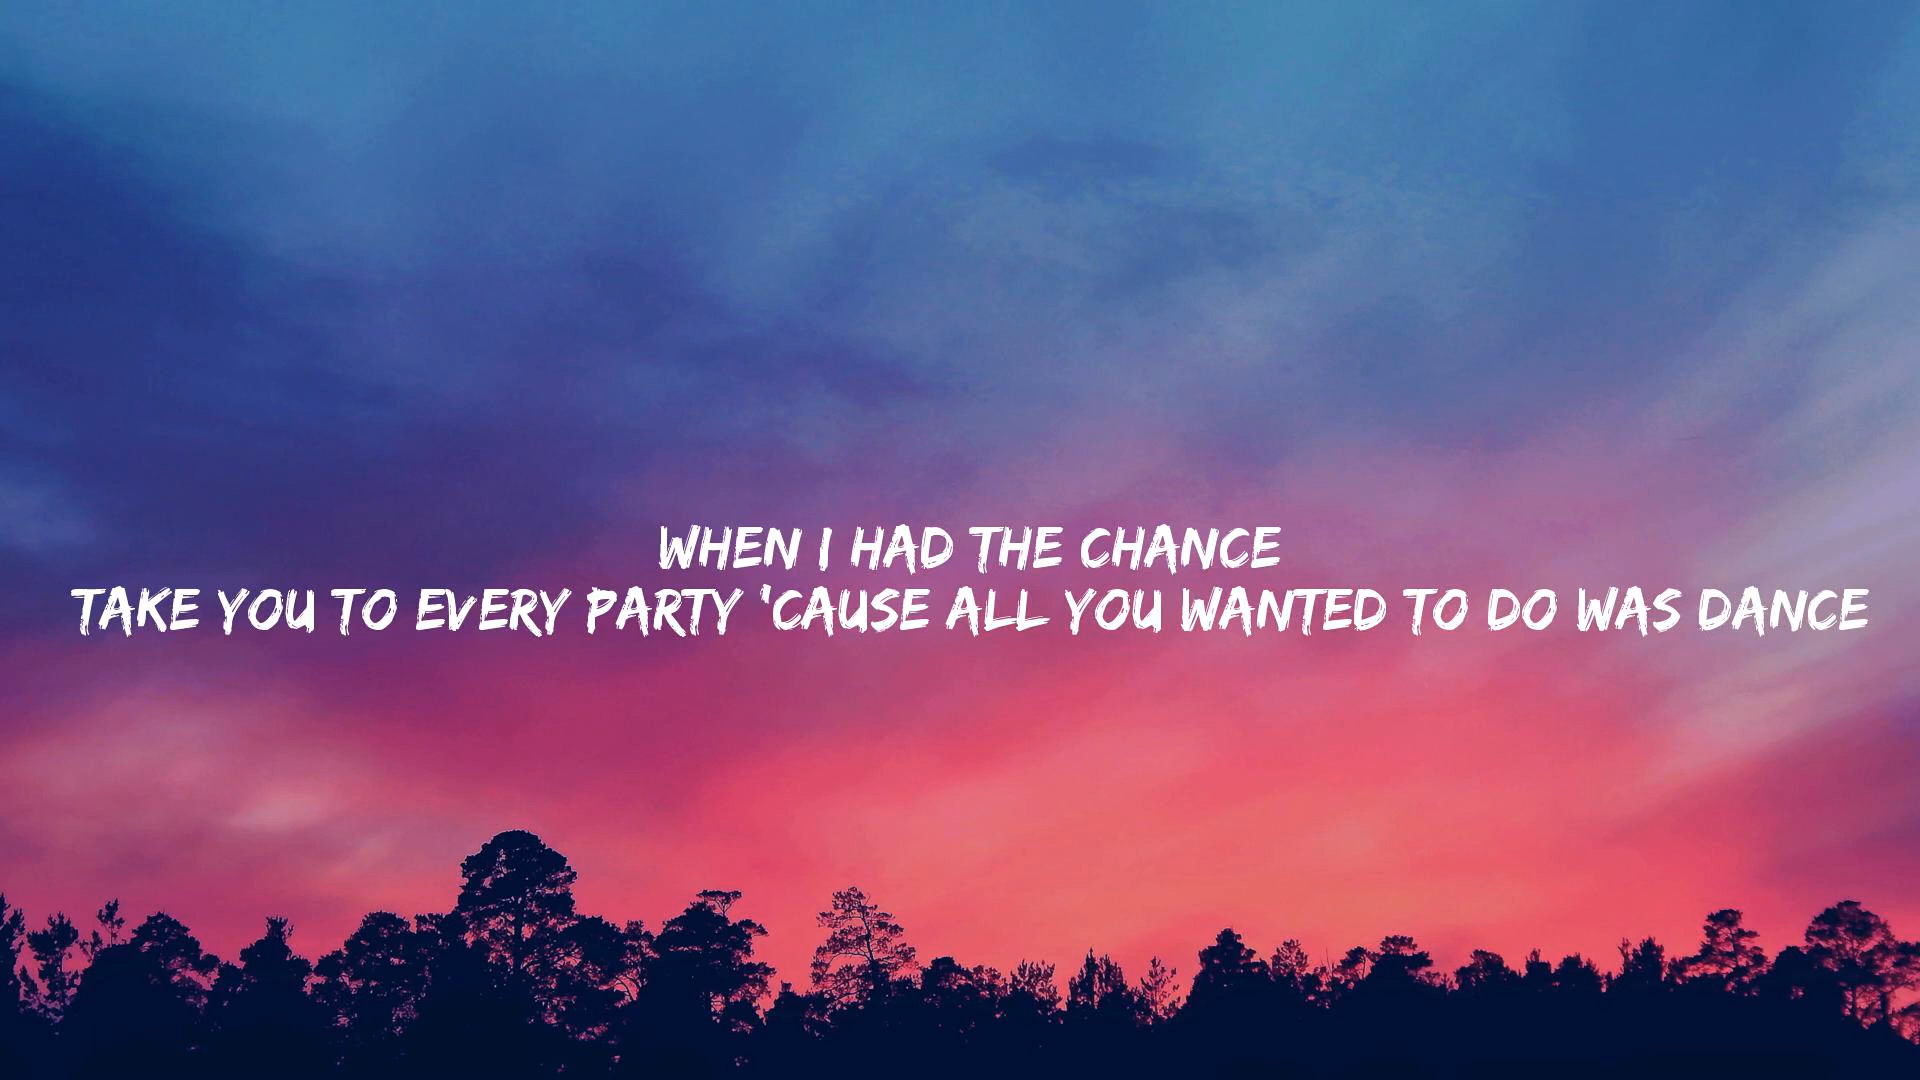 WHEN I HAD THE CHANCE
TAKE YOU TO EVERY PARTY 'CAUSE ALL YOU WANTED TO DO WAS DANCE